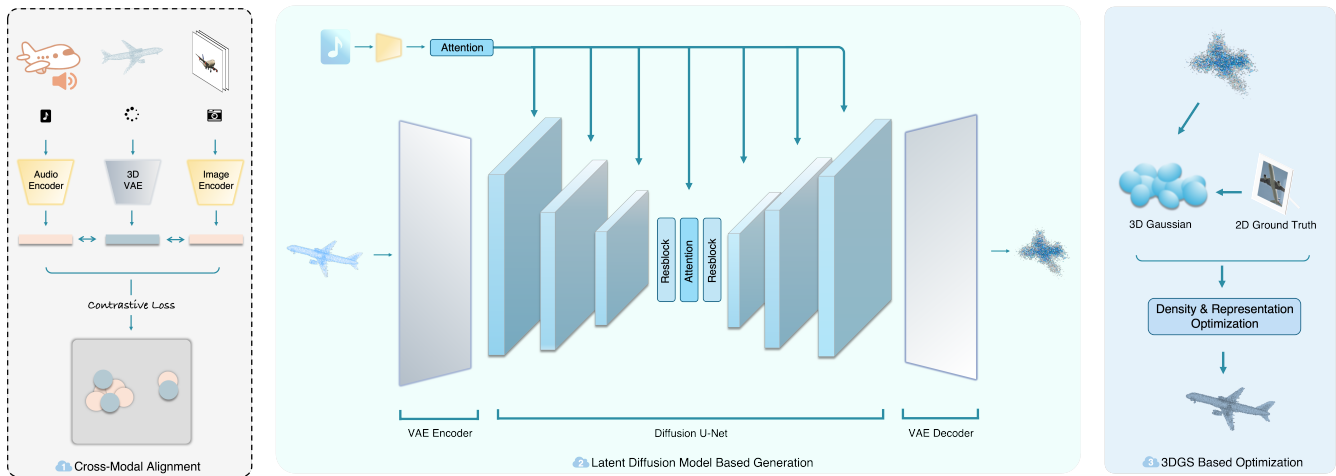 Audio
Encoder
3D
VAE
Image
Encoder
Contrastive Loss
1 Cross-Modal Alignment
Attention
Resblock
Attention
Resblock
VAE Encoder
Diffusion U-Net
VAE Decoder
2 Latent Diffusion Model Based Generation
3D Gaussian
2D Ground Truth
Density & Representation
Optimization
3 3DGS Based Optimization